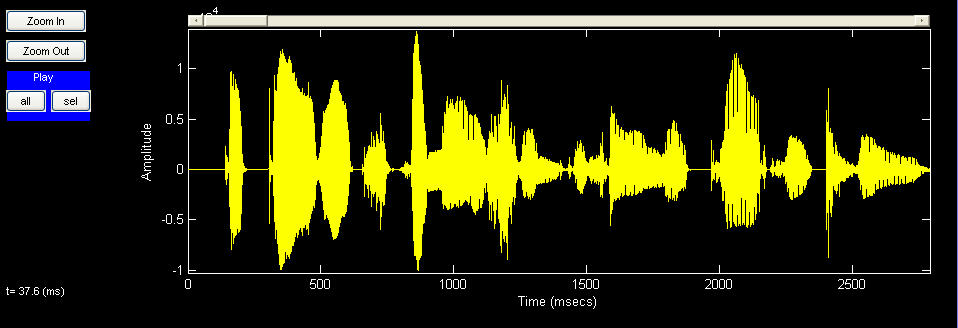 Zoom In
Zoom Out
Play
all sel
t= 37.6 (ms)
Amplitude
1
0.5
0
-0.5
-1
0 500 1000 1500 2000 2500
Time (msecs)